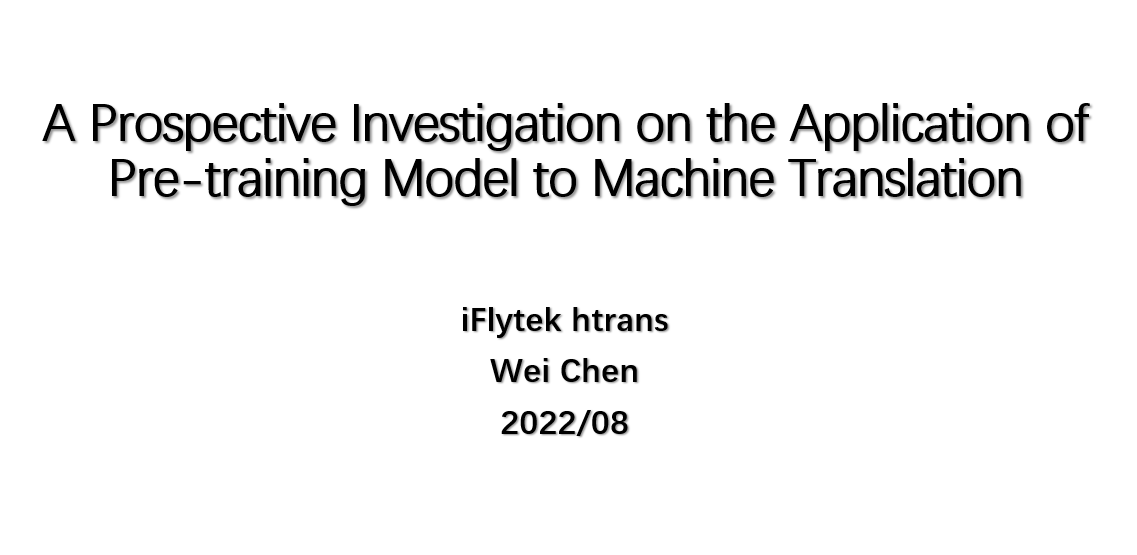 A Prospective Investigation on the Application of
Pre-training Model to Machine Translation
iFlytek htrans
Wei Chen
2022/08